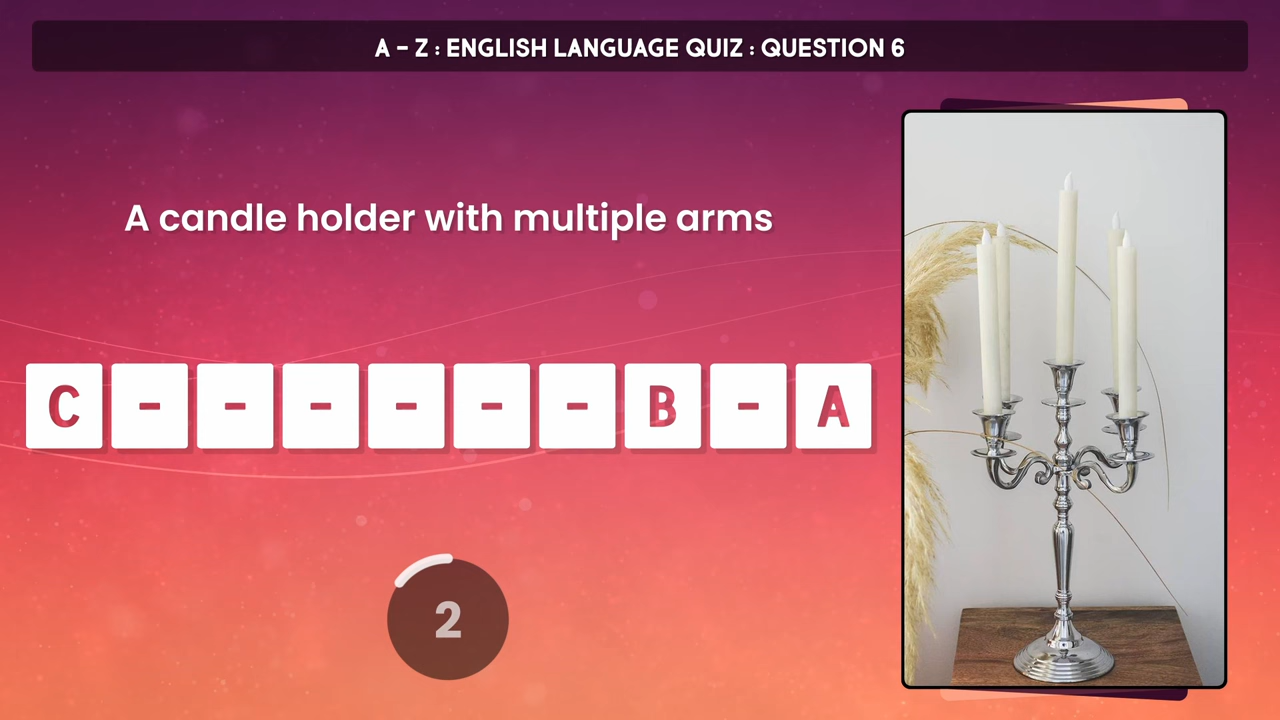 A - Z : ENGLISH LANGUAGE QUIZ : QUESTION 6
A candle holder with multiple arms
C - - - - - - B - A
2